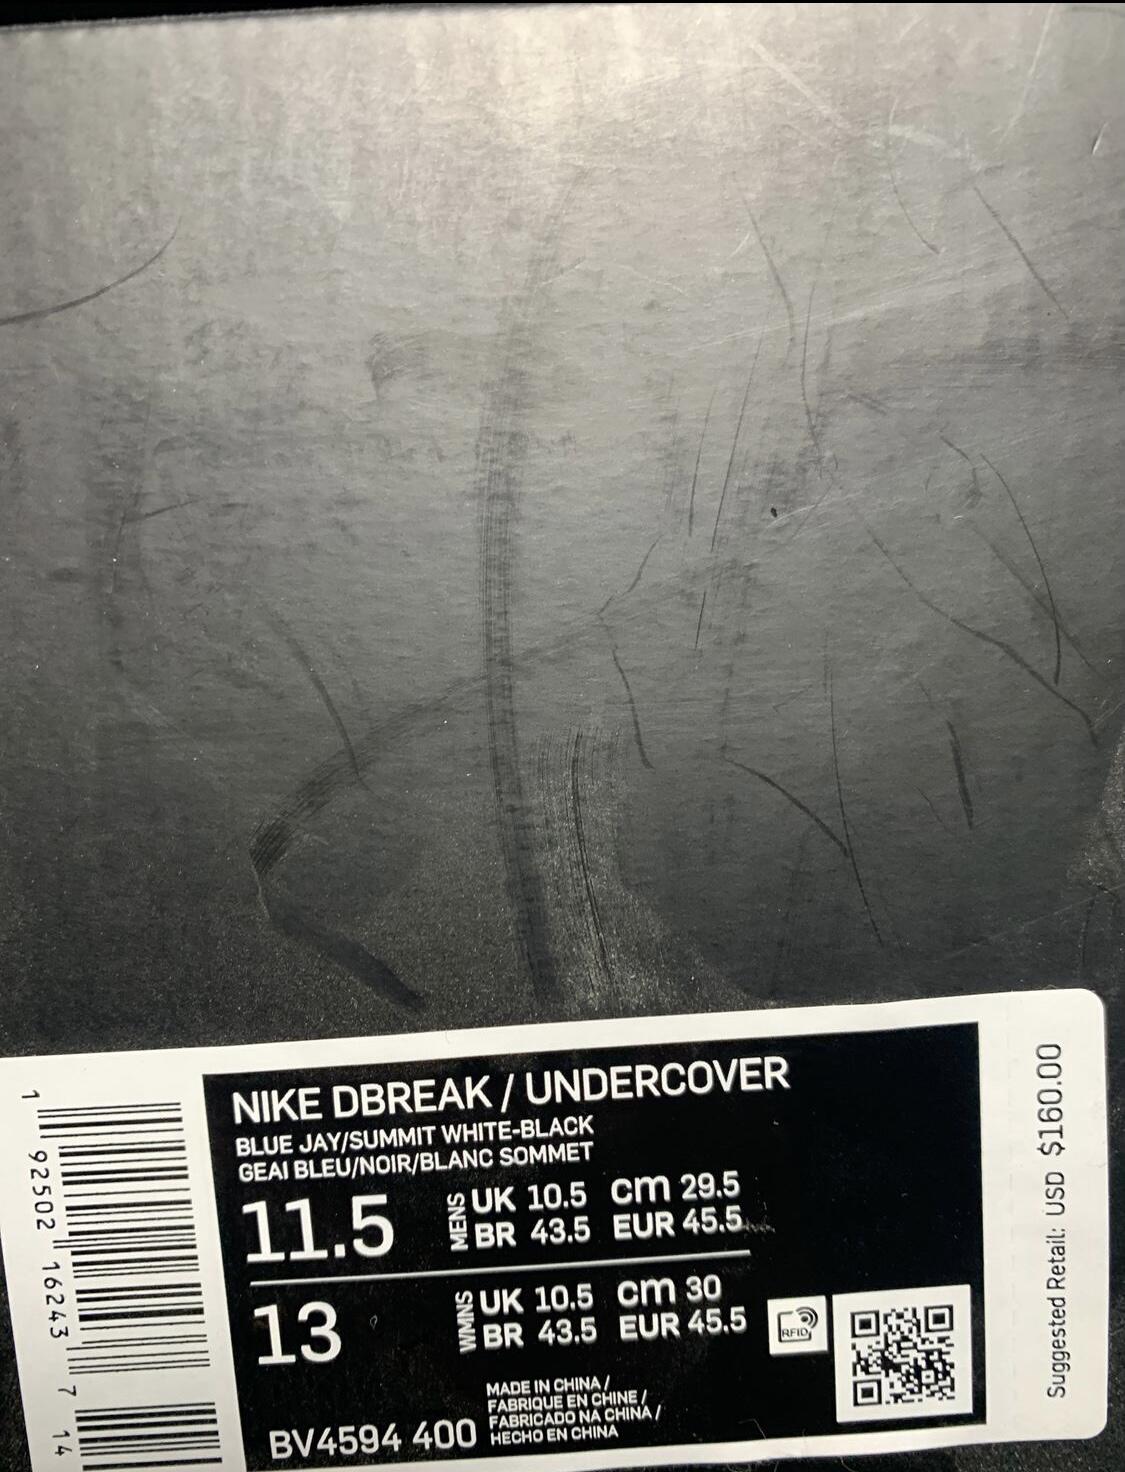 NIKE DBREAK / UNDERCOVER
BLUE JAY/SUMMIT WHITE-BLACK
GEAI BLEU/NOIR/BLANC SOMMET
11.5 MENS UK 10.5 cm 29.5
BR 43.5 EUR 45.5
13 WMNS UK 10.5 cm 30
BR 43.5 EUR 45.5
RFID
MADE IN CHINA /
FABRIQUE EN CHINE /
FABRICADO NA CHINA /
HECHO EN CHINA
BV4594 400
1 92502 16243 7 14
Suggested Retail: USD $160.00